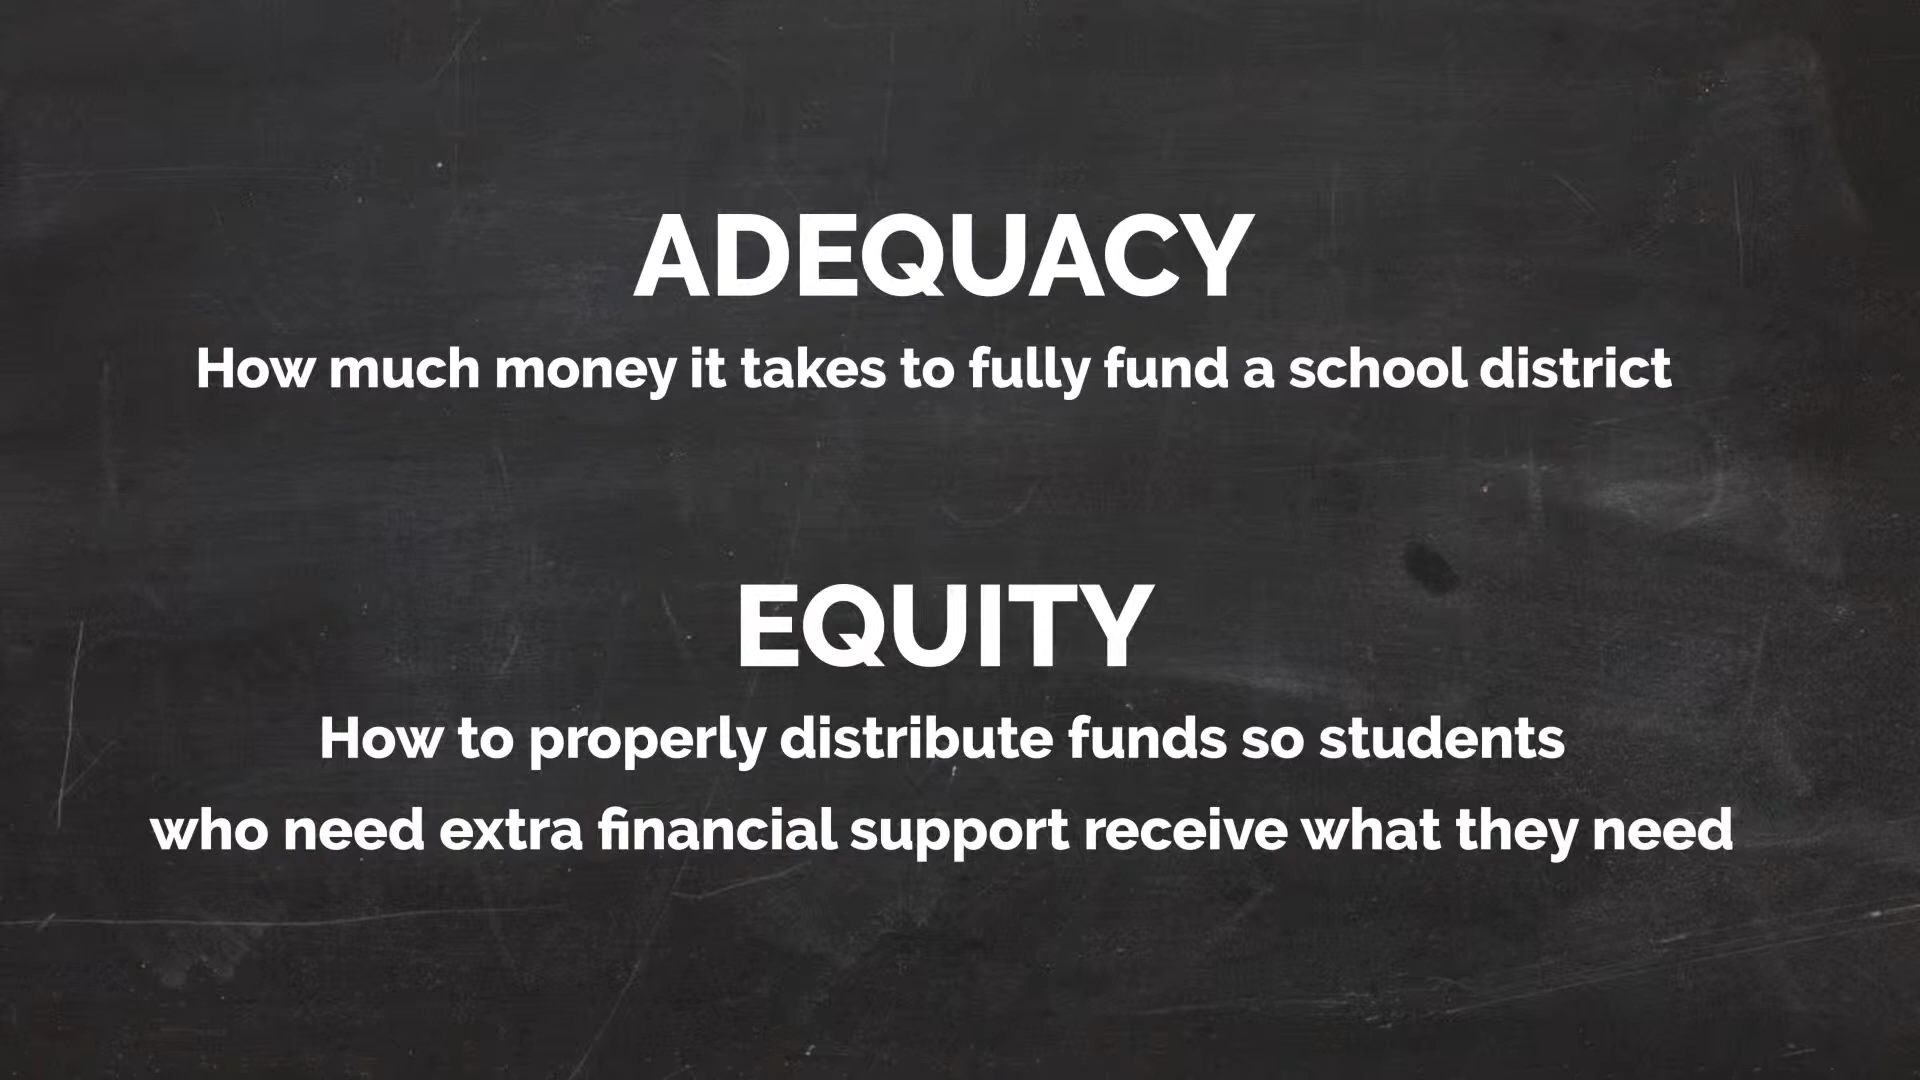 ADEQUACY
How much money it takes to fully fund a school district
EQUITY
How to properly distribute funds so students
who need extra financial support receive what they need